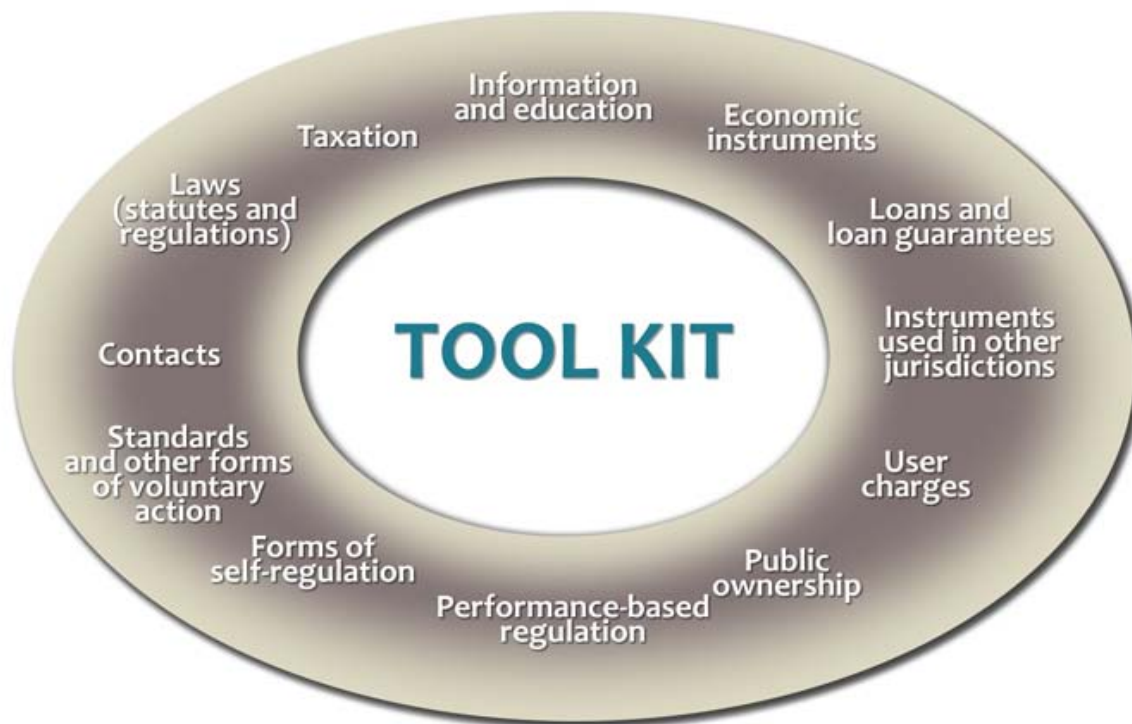 Information
and education
Economic
instruments
Loans and
loan guarantees
Instruments
used in other
jurisdictions
User
charges
Public
ownership
Performance-based
regulation
Forms of
self-regulation
Standards
and other forms
of voluntary
action
Contacts
Laws
(statutes and
regulations)
Taxation
TOOL KIT